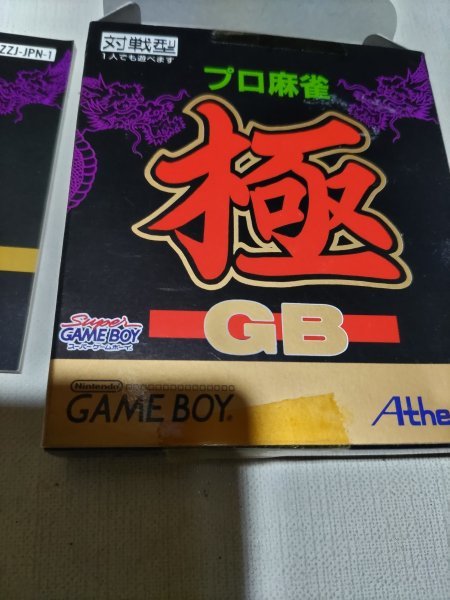 ZZJ-JPN-1
対戦型
1人でも遊べます
プロ麻雀
極
GB
Super
GAME BOY
スーパーゲームボーイ
Nintendo
GAME BOY
Athe